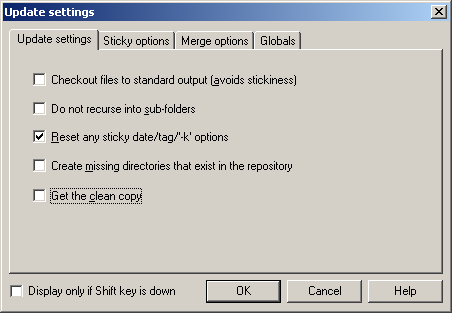 Update settings
Update settings
Sticky options
Merge options
Globals
Checkout files to standard output (avoids stickiness)
Do not recurse into sub-folders
Reset any sticky date/tag/'-k' options
Create missing directories that exist in the repository
Get the clean copy
Display only if Shift key is down
OK
Cancel
Help